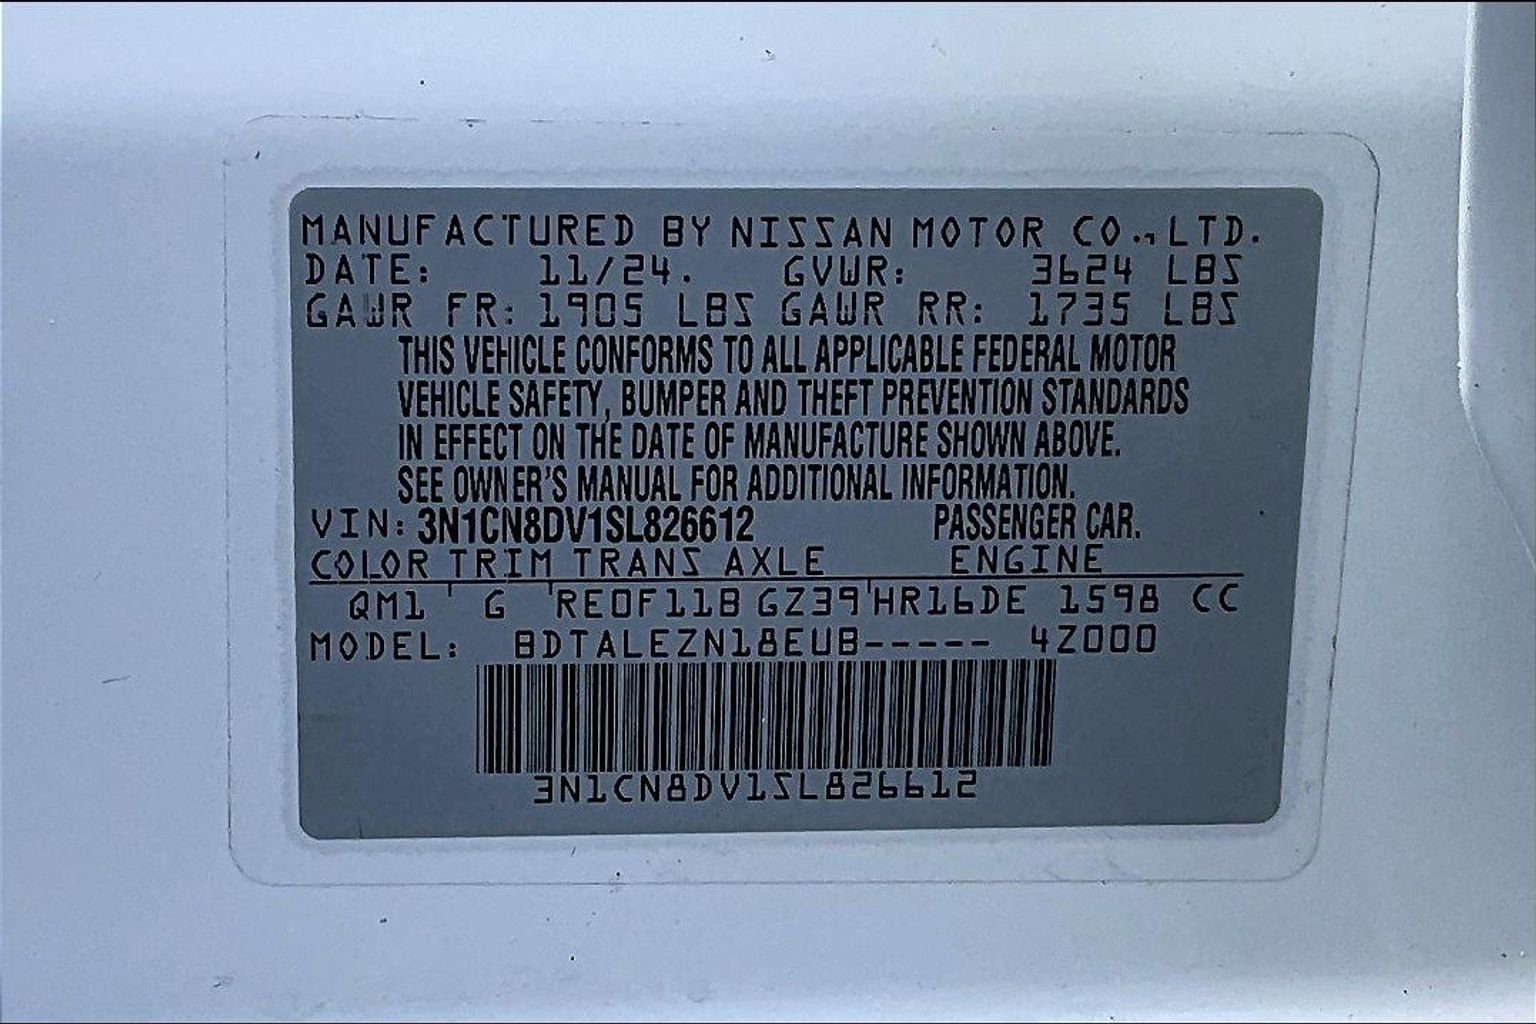 MANUFACTURED BY NISSAN MOTOR CO., LTD.
DATE: 11/24. GVWR: 3624 LBS
GAWR FR: 1905 LBS GAWR RR: 1735 LBS
THIS VEHICLE CONFORMS TO ALL APPLICABLE FEDERAL MOTOR
VEHICLE SAFETY, BUMPER AND THEFT PREVENTION STANDARDS
IN EFFECT ON THE DATE OF MANUFACTURE SHOWN ABOVE.
SEE OWNER'S MANUAL FOR ADDITIONAL INFORMATION.
VIN: 3N1CN8DV1SL826612 PASSENGER CAR.
COLOR TRIM TRANS AXLE ENGINE
QM1 G RE0F11B GZ39 HR16DE 1598 CC
MODEL: BDTALEZN18EUB----- 4Z000
3N1CN8DV1SL826612